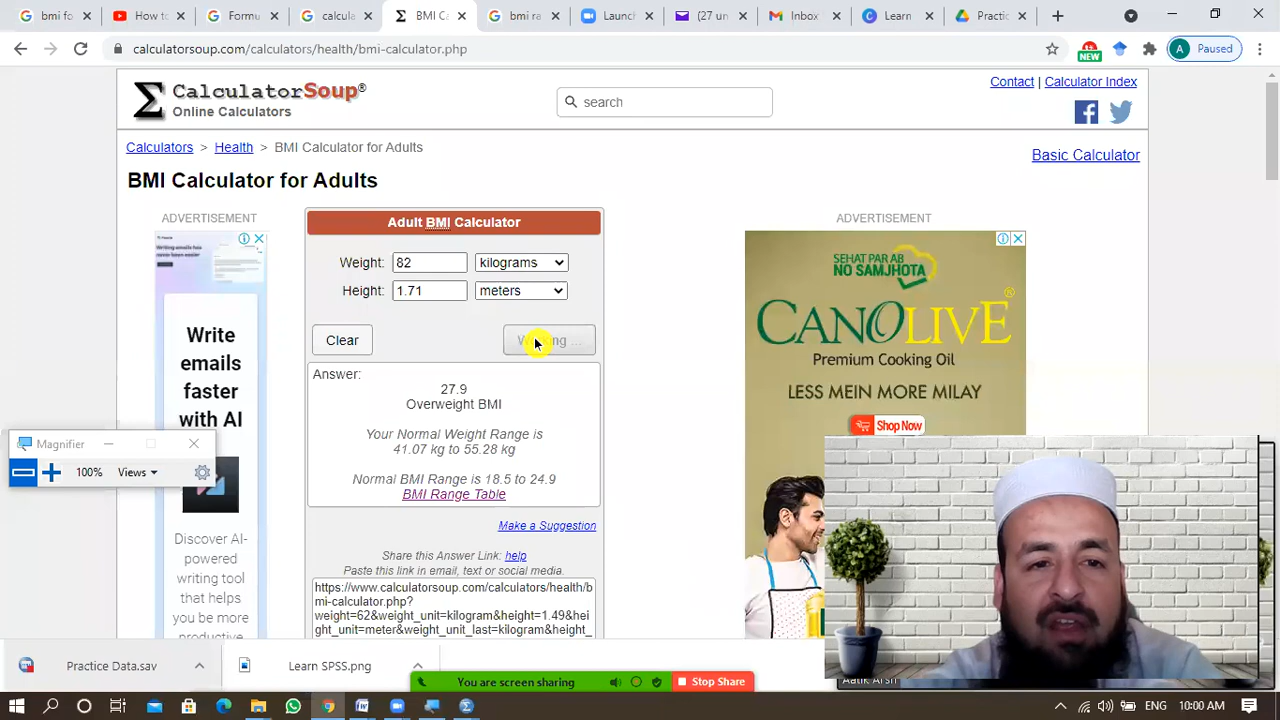 bmi fo
How to
Formu
calcula
BMI Ca
bmi ra
Launch
(27 un
Inbox
Learn
Practic
calculatorsoup.com/calculators/health/bmi-calculator.php
NEW
A Paused
CalculatorSoup®
Online Calculators
search
Contact | Calculator Index
Calculators > Health > BMI Calculator for Adults
Basic Calculator
BMI Calculator for Adults
ADVERTISEMENT
Write
emails
faster
with AI
Discover AI-
powered
writing tool
that helps
you be more
productive
Adult BMI Calculator
Weight: 82 kilograms
Height: 1.71 meters
Clear
Answer:
27.9
Overweight BMI
Your Normal Weight Range is
41.07 kg to 55.28 kg
Normal BMI Range is 18.5 to 24.9
BMI Range Table
Make a Suggestion
Share this Answer Link: help
Paste this link in email, text or social media.
https://www.calculatorsoup.com/calculators/health/b
mi-calculator.php?
weight=62&weight_unit=kilogram&height=1.49&hei
ght_unit=meter&weight_unit_last=kilogram&height_
ADVERTISEMENT
SEHAT PAR AB
NO SAMJHOTA
CANOLIVE®
Premium Cooking Oil
LESS MEIN MORE MILAY
Shop Now
Magnifier
100% Views
Practice Data.sav
Learn SPSS.png
You are screen sharing
Stop Share
10:00 AM